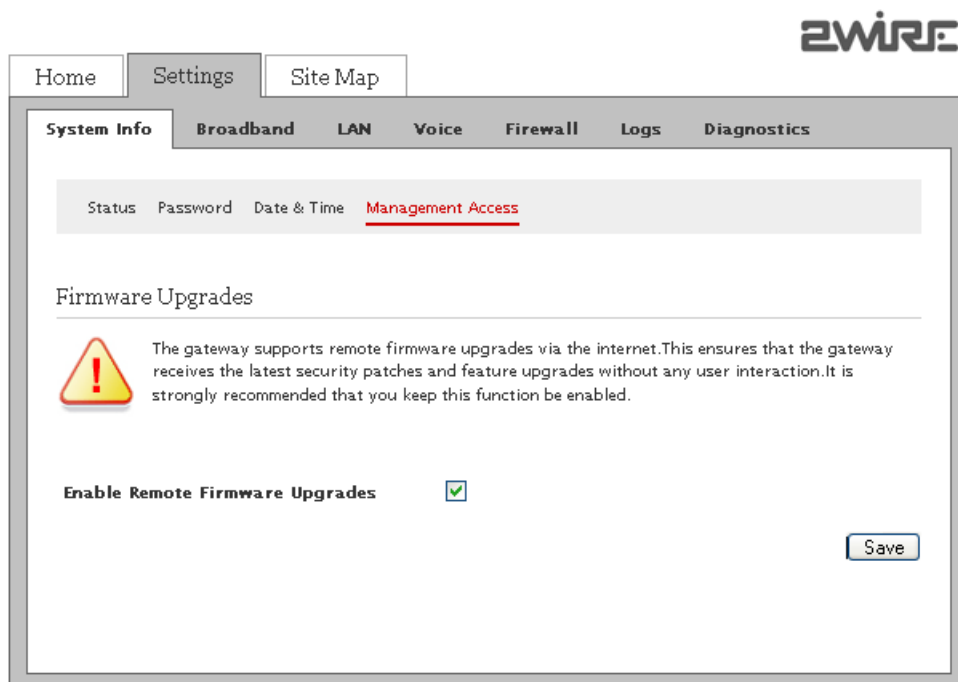 2WIRE
Home Settings Site Map
System Info Broadband LAN Voice Firewall Logs Diagnostics
Status Password Date & Time Management Access
Firmware Upgrades
The gateway supports remote firmware upgrades via the internet.This ensures that the gateway
receives the latest security patches and feature upgrades without any user interaction.It is
strongly recommended that you keep this function be enabled.
Enable Remote Firmware Upgrades
Save